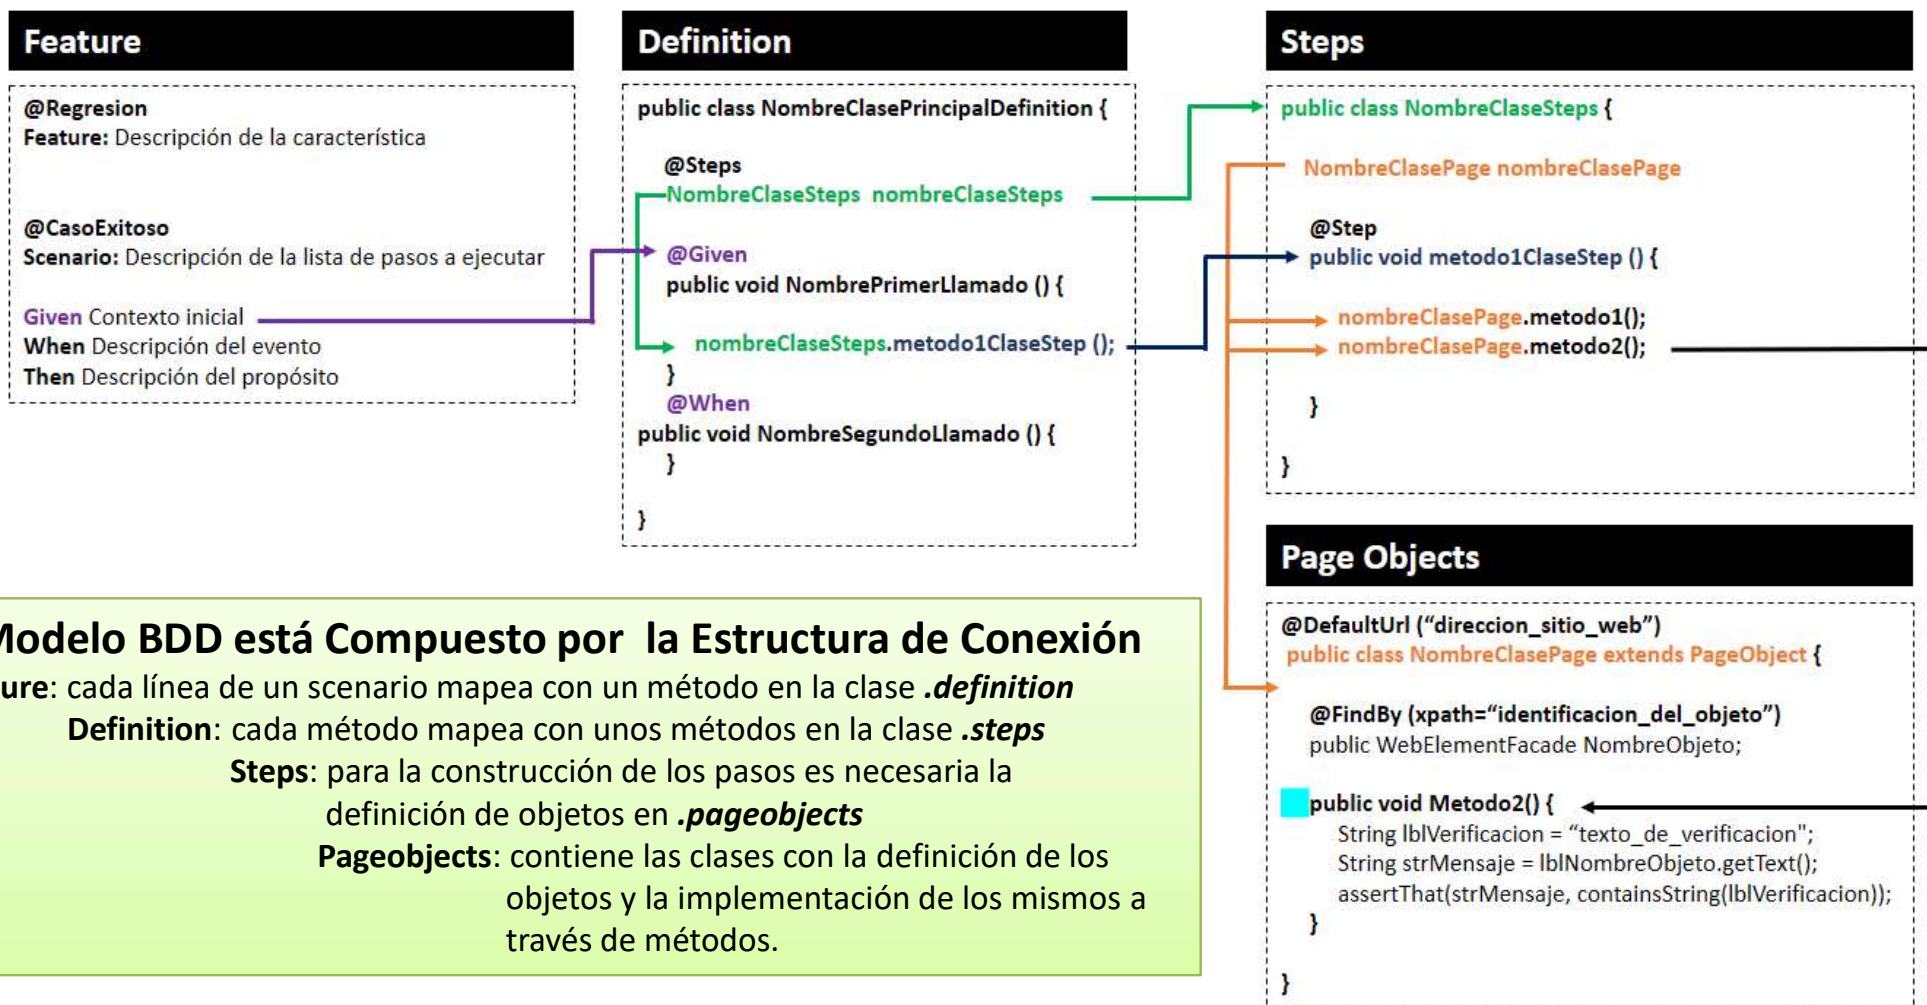 Feature
@Regresion
Feature: Descripción de la característica
@CasoExitoso
Scenario: Descripción de la lista de pasos a ejecutar
Given Contexto inicial
When Descripción del evento
Then Descripción del propósito
Definition
public class NombreClasePrincipalDefinition {
@Steps
NombreClaseSteps nombreClaseSteps
@Given
public void NombrePrimerLlamado () {
nombreClaseSteps.metodo1ClaseStep ();
}
@When
public void NombreSegundoLlamado () {
}
}
Steps
public class NombreClaseSteps {
NombreClasePage nombreClasePage
@Step
public void metodo1ClaseStep () {
nombreClasePage.metodo1();
nombreClasePage.metodo2();
}
}
Page Objects
@DefaultUrl (“direccion_sitio_web”)
public class NombreClasePage extends PageObject {
@FindBy (xpath=“identificacion_del_objeto”)
public WebElementFacade NombreObjeto;
public void Metodo2() {
String lblVerificacion = “texto_de_verificacion";
String strMensaje = lblNombreObjeto.getText();
assertThat(strMensaje, containsString(lblVerificacion));
}
}
Modelo BDD está Compuesto por la Estructura de Conexión
ure: cada línea de un scenario mapea con un método en la clase .definition
Definition: cada método mapea con unos métodos en la clase .steps
Steps: para la construcción de los pasos es necesaria la
definición de objetos en .pageobjects
Pageobjects: contiene las clases con la definición de los
objetos y la implementación de los mismos a
través de métodos.